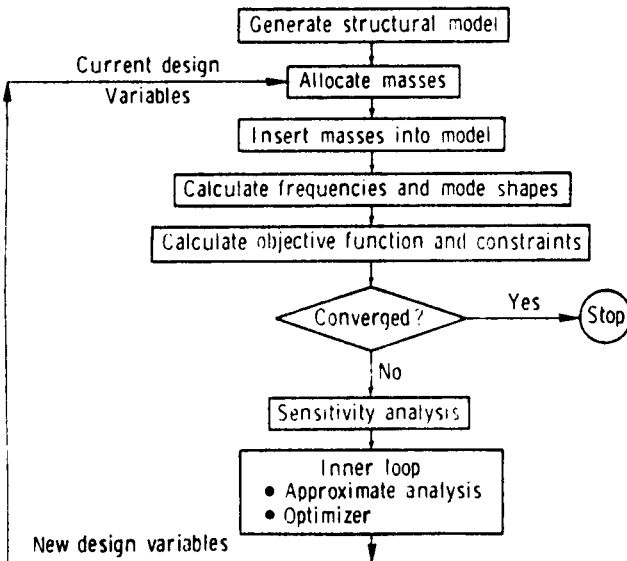 Generate structural model
Current design
Variables
Allocate masses
Insert masses into model
Calculate frequencies and mode shapes
Calculate objective function and constraints
Converged?
Yes
Stop
No
Sensitivity analysis
Inner loop
• Approximate analysis
• Optimizer
New design variables